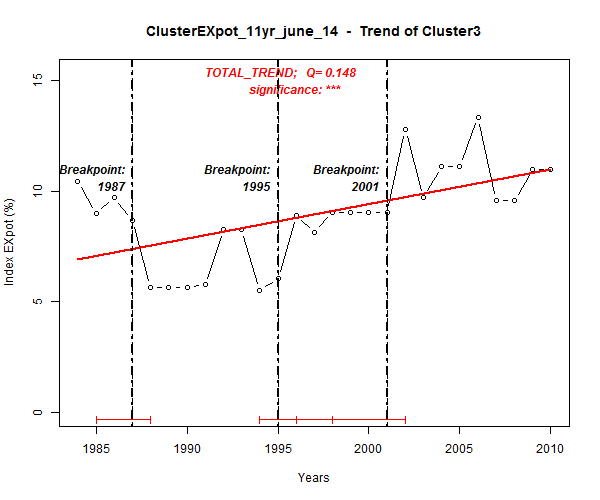 ClusterEXpot_11yr_june_14 - Trend of Cluster3
TOTAL_TREND; Q= 0.148
significance: ***
Breakpoint:
1987
Breakpoint:
1995
Breakpoint:
2001
Index EXpot (%)
15
10
5
0
1985 1990 1995 2000 2005 2010
Years